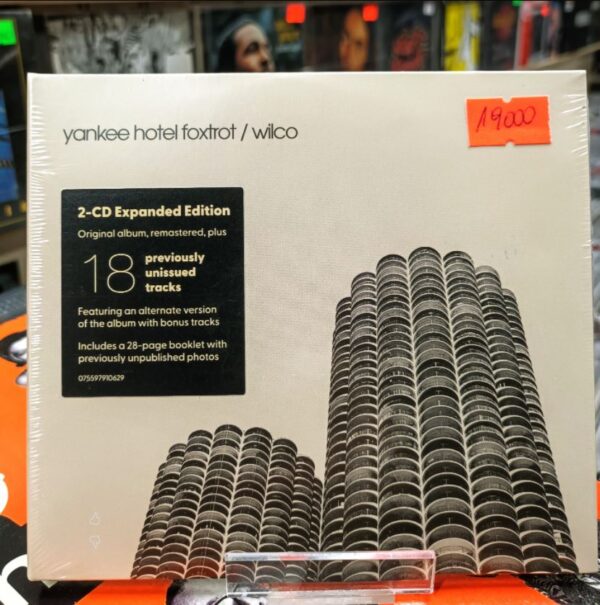 yankee hotel foxtrot / wilco
19000
2-CD Expanded Edition
Original album, remastered, plus
18 previously
unissued
tracks
Featuring an alternate version
of the album with bonus tracks
Includes a 28-page booklet with
previously unpublished photos
075597910629